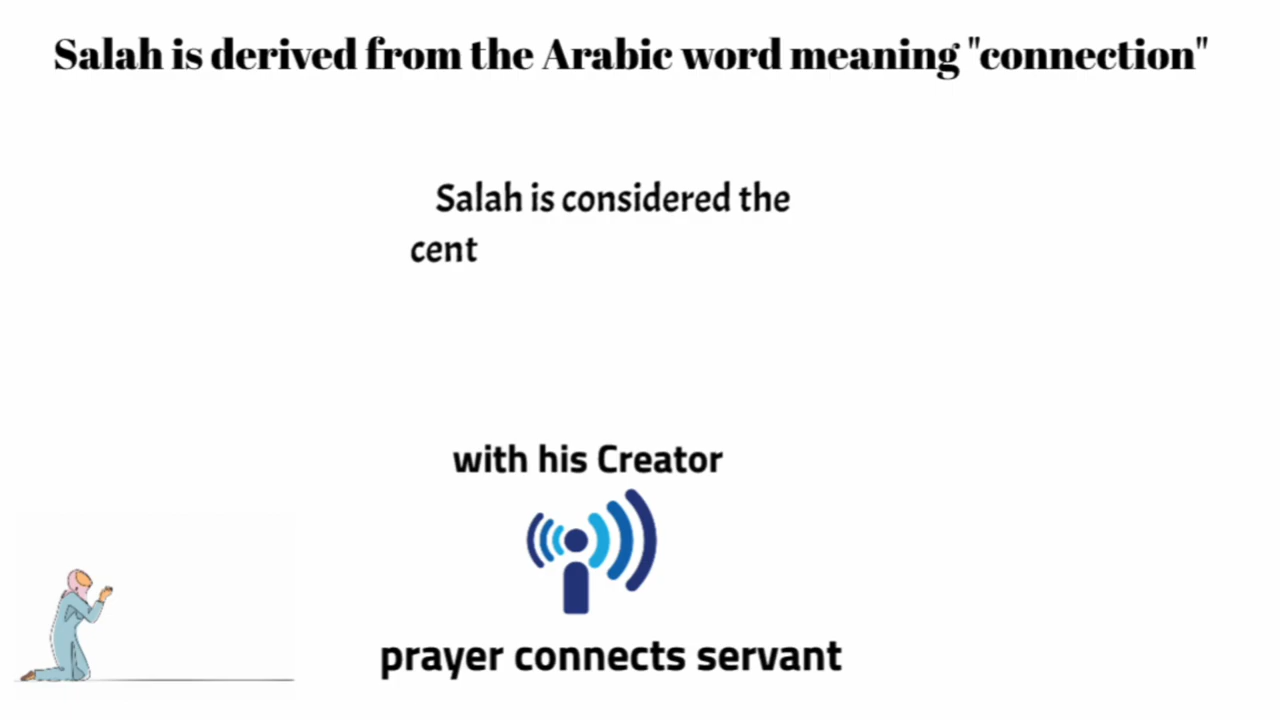 Salah is derived from the Arabic word meaning "connection"
Salah is considered the
cent
with his Creator
prayer connects servant